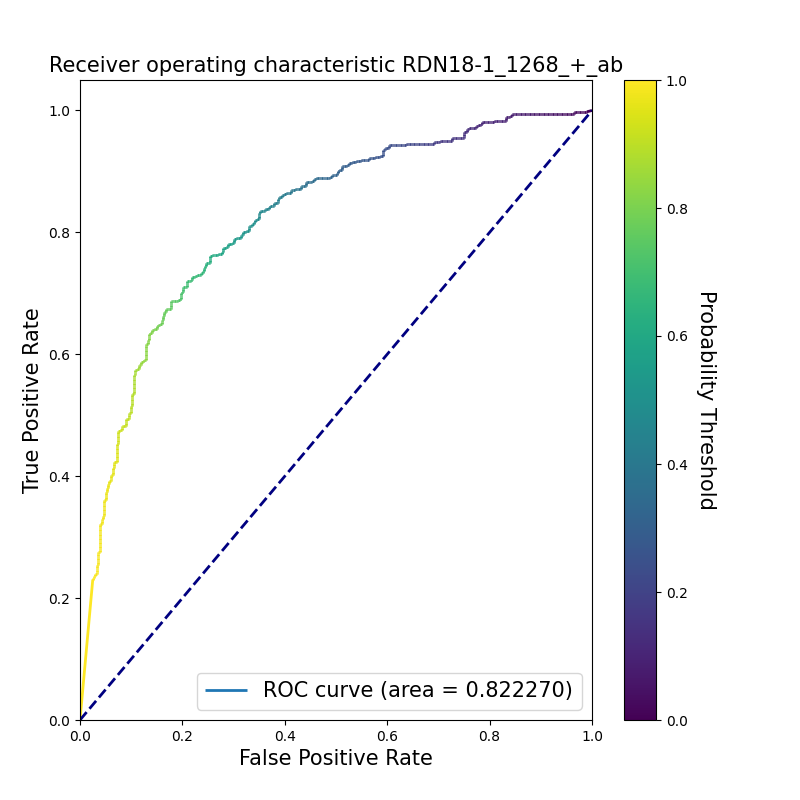 Receiver operating characteristic RDN18-1_1268_+_ab
1.0
0.8
0.6
0.4
0.2
0.0
True Positive Rate
0.0 0.2 0.4 0.6 0.8 1.0
False Positive Rate
ROC curve (area = 0.822270)
1.0
0.8
0.6
0.4
0.2
0.0
Probability Threshold